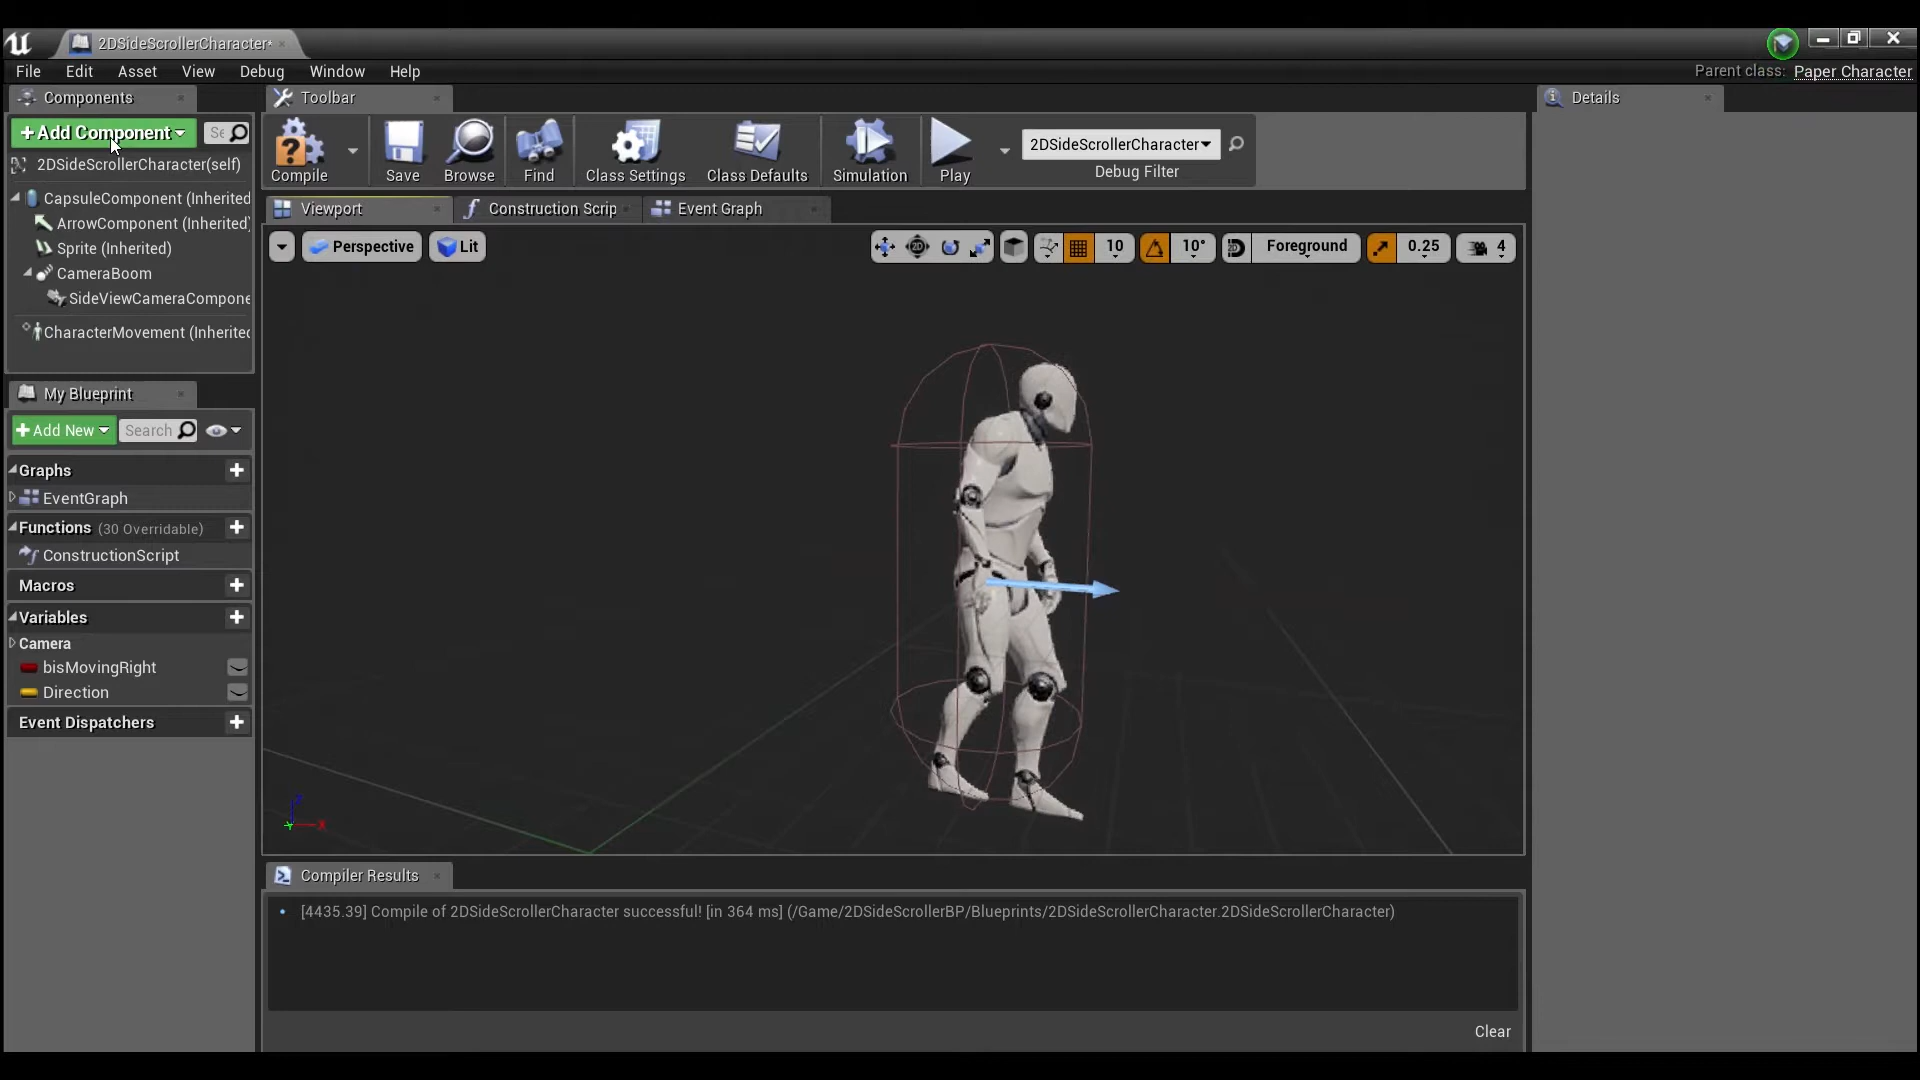 2DSideScrollerCharacter*
File Edit Asset View Debug Window Help
Parent class: Paper Character
Components
+Add Component
Se
2DSideScrollerCharacter(self)
CapsuleComponent (Inherited
ArrowComponent (Inherited)
Sprite (Inherited)
CameraBoom
SideViewCameraCompone
CharacterMovement (Inherited
My Blueprint
+Add New
Search
Graphs
EventGraph
Functions (30 Overridable)
ConstructionScript
Macros
Variables
Camera
bisMovingRight
Direction
Event Dispatchers
Toolbar
Compile
Save
Browse
Find
Class Settings
Class Defaults
Simulation
Play
2DSideScrollerCharacter
Debug Filter
Viewport
Construction Scrip
Event Graph
Perspective
Lit
10
10°
Foreground
0.25
4
Z
X
Y
Compiler Results
[4435.39] Compile of 2DSideScrollerCharacter successful! [in 364 ms] (/Game/2DSideScrollerBP/Blueprints/2DSideScrollerCharacter.2DSideScrollerCharacter)
Clear
Details